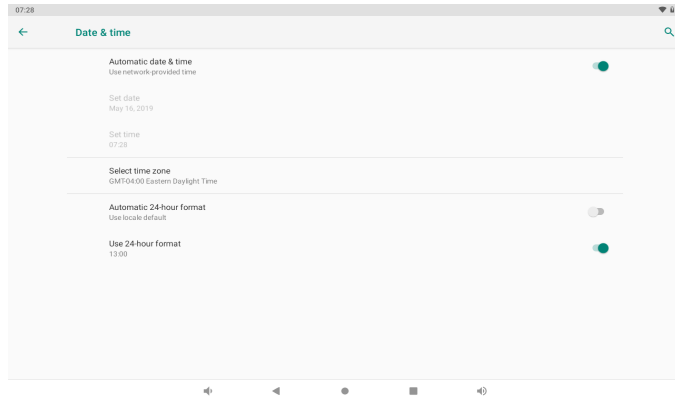 07:28
Date & time
Automatic date & time
Use network-provided time
Set date
May 16, 2019
Set time
07:28
Select time zone
GMT-04:00 Eastern Daylight Time
Automatic 24-hour format
Use locale default
Use 24-hour format
13:00